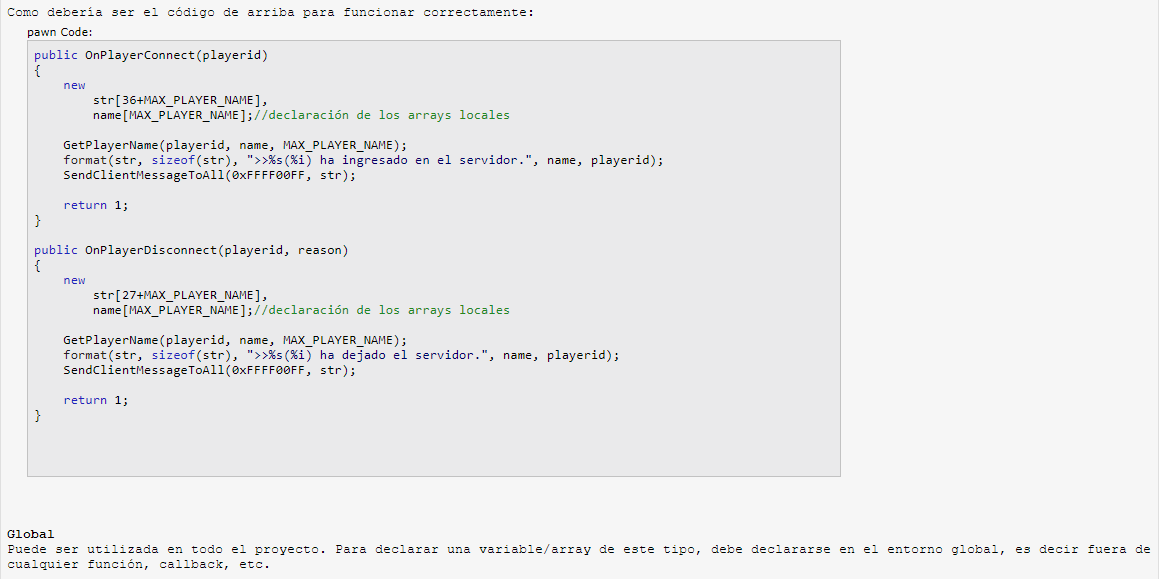 Como debería ser el código de arriba para funcionar correctamente:
pawn Code:
public OnPlayerConnect(playerid)
{
    new
        str[36+MAX_PLAYER_NAME],
        name[MAX_PLAYER_NAME];//declaración de los arrays locales

    GetPlayerName(playerid, name, MAX_PLAYER_NAME);
    format(str, sizeof(str), ">>%s(%i) ha ingresado en el servidor.", name, playerid);
    SendClientMessageToAll(0xFFFF00FF, str);

    return 1;
}

public OnPlayerDisconnect(playerid, reason)
{
    new
        str[27+MAX_PLAYER_NAME],
        name[MAX_PLAYER_NAME];//declaración de los arrays locales

    GetPlayerName(playerid, name, MAX_PLAYER_NAME);
    format(str, sizeof(str), ">>%s(%i) ha dejado el servidor.", name, playerid);
    SendClientMessageToAll(0xFFFF00FF, str);

    return 1;
}

Global
Puede ser utilizada en todo el proyecto. Para declarar una variable/array de este tipo, debe declararse en el entorno global, es decir fuera de
cualquier función, callback, etc.